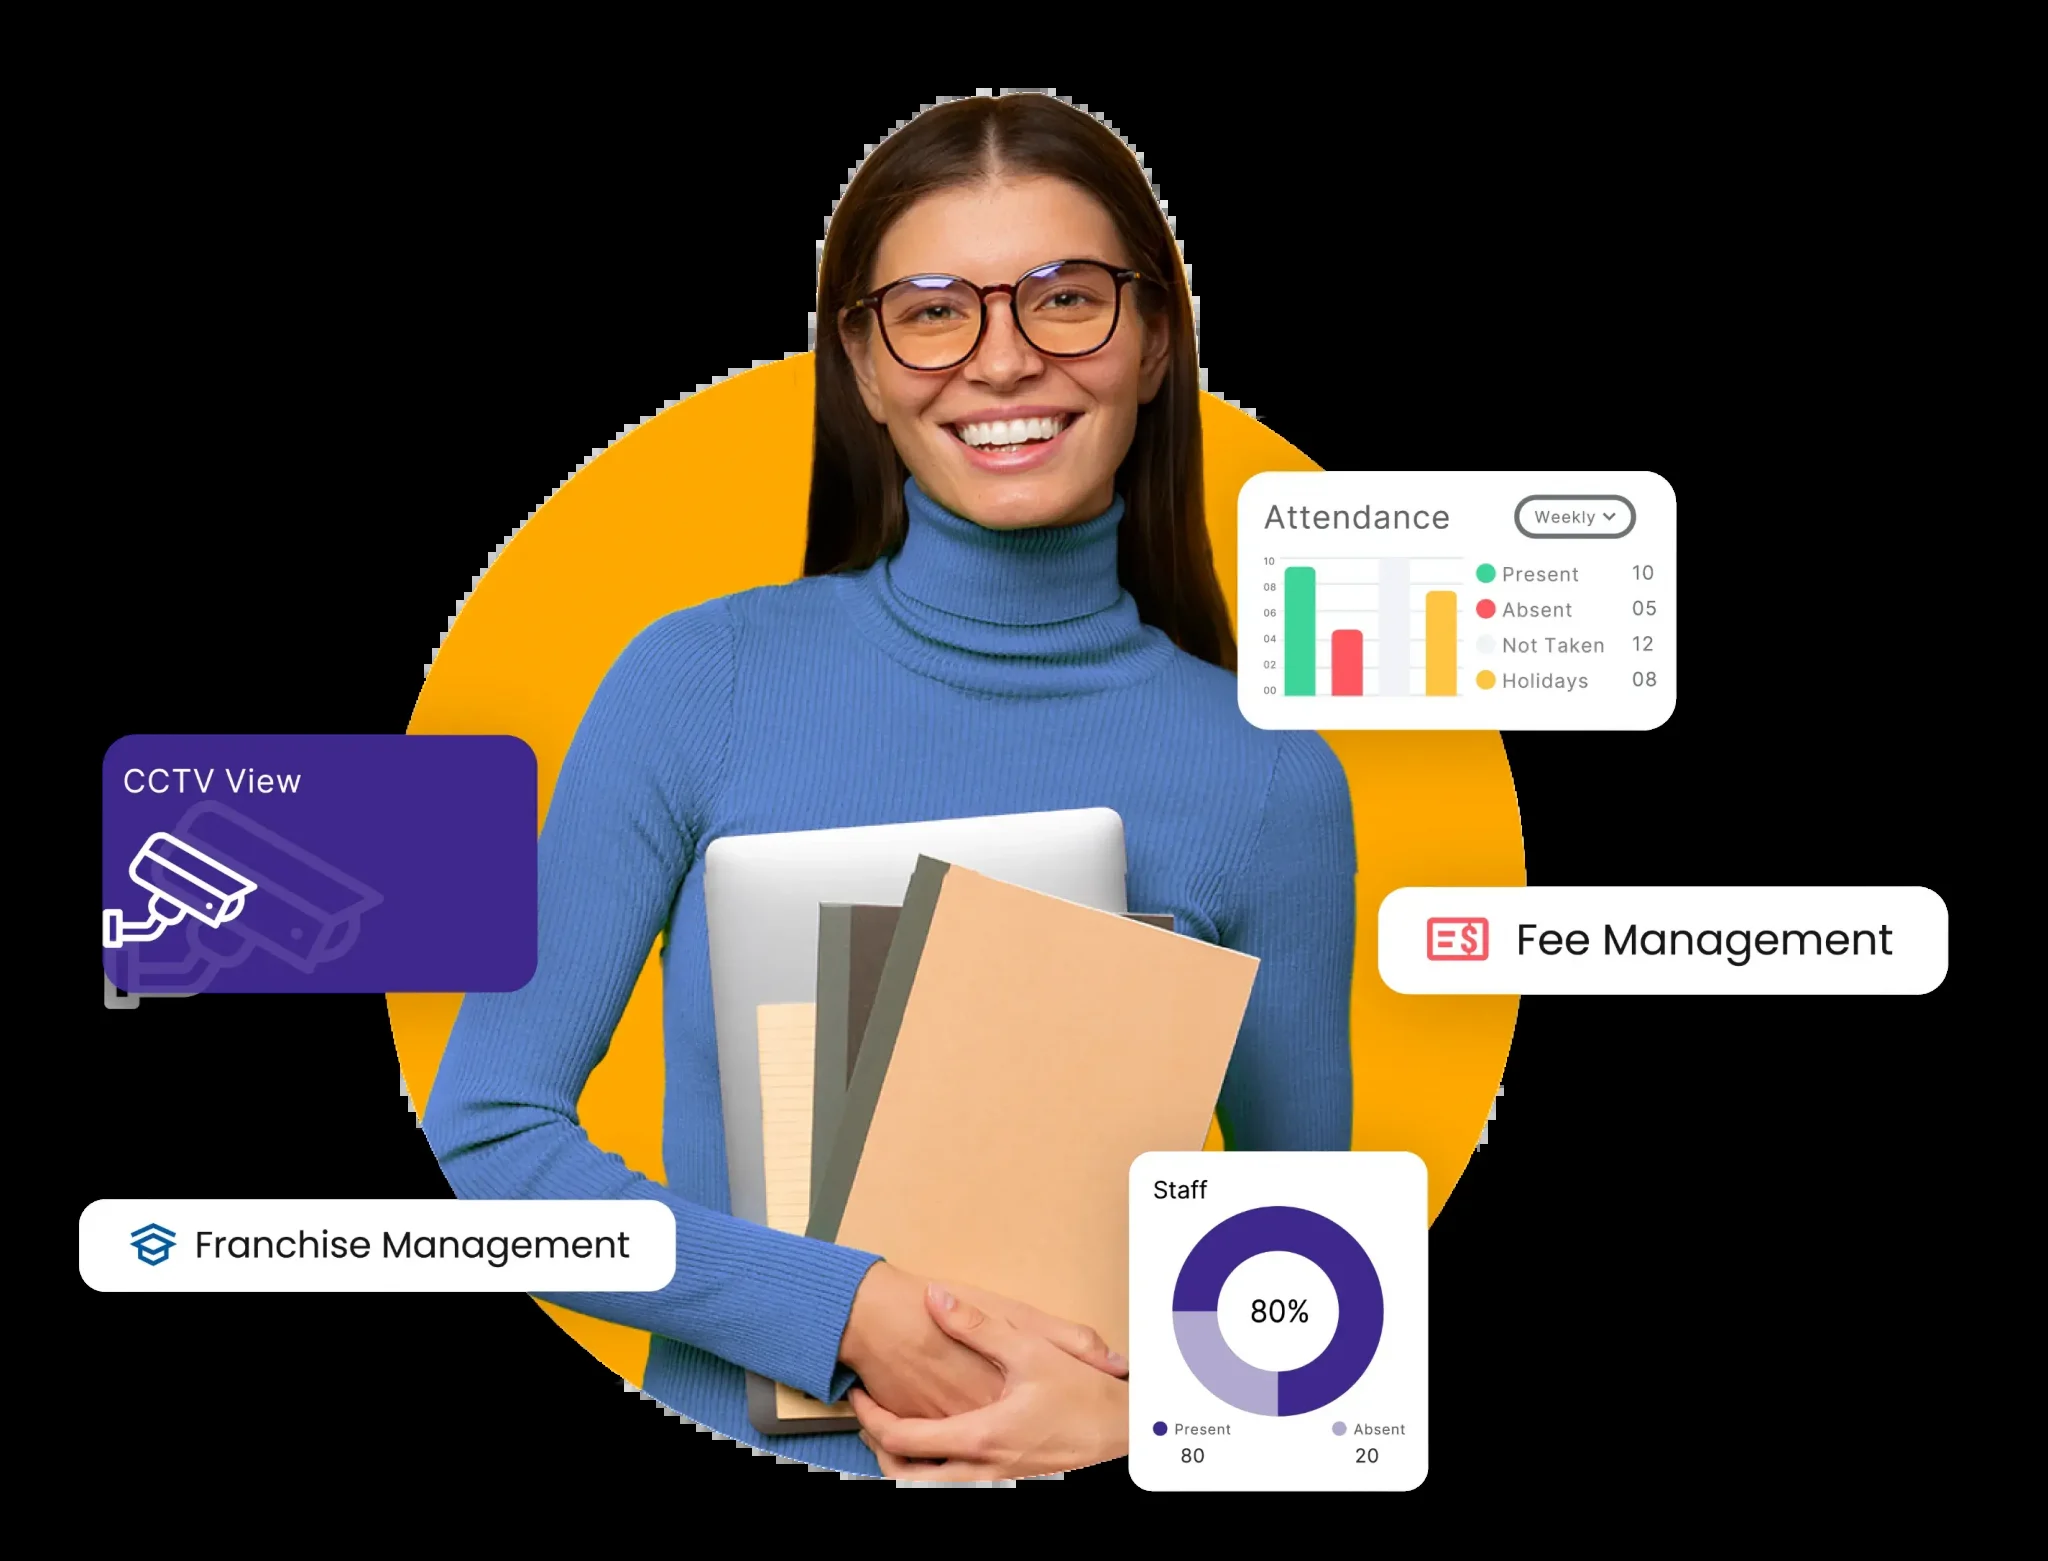 Attendance
Weekly
10
08
06
04
02
00
Present 10
Absent 05
Not Taken 12
Holidays 08
CCTV View
Fee Management
Franchise Management
Staff
80%
Present
80
Absent
20